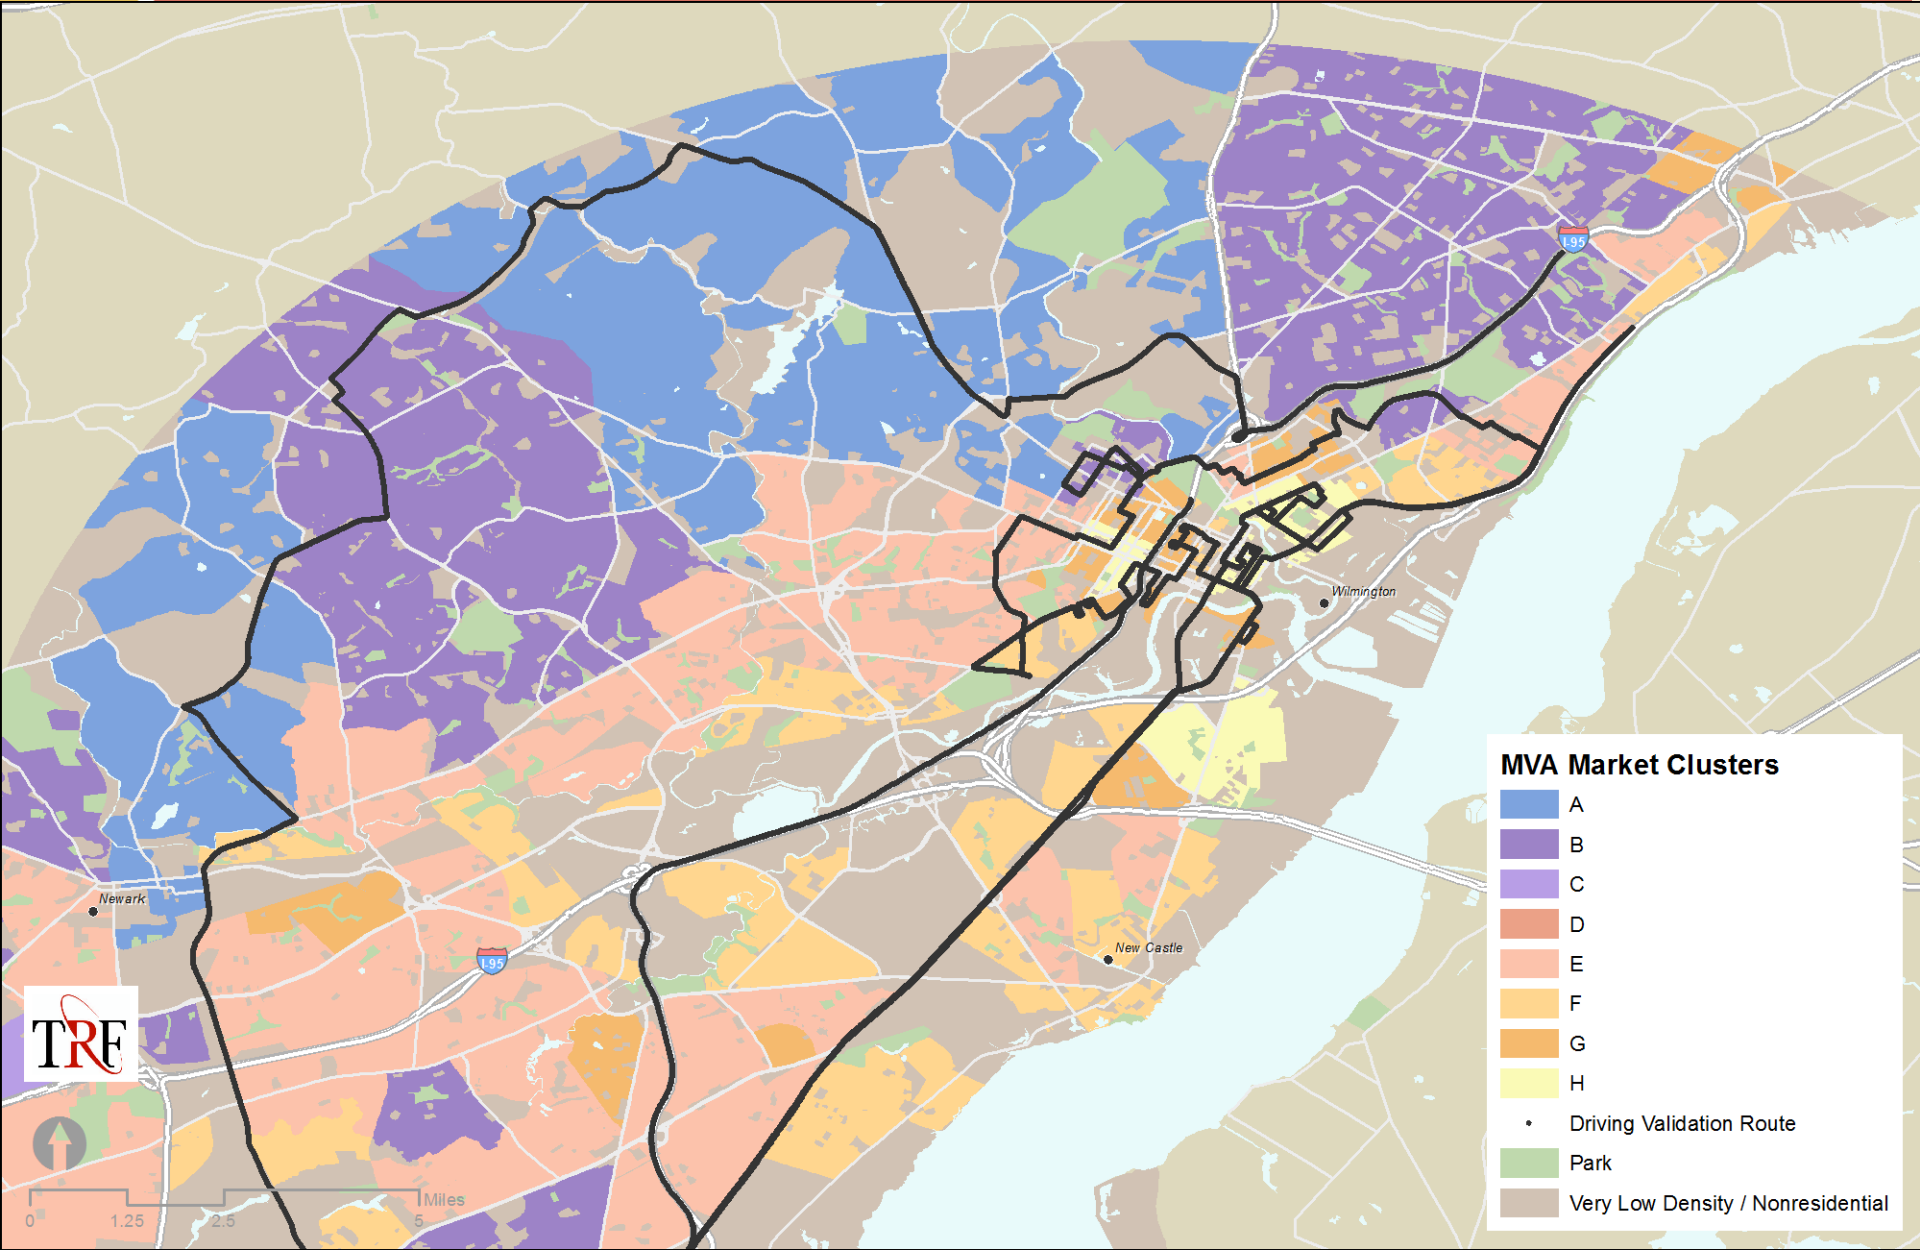 I-95
Wilmington
MVA Market Clusters
A
B
C
D
E
F
G
H
Driving Validation Route
Park
Very Low Density / Nonresidential
Newark
I-95
New Castle
TRF
Miles
0 1.25 2.5 5